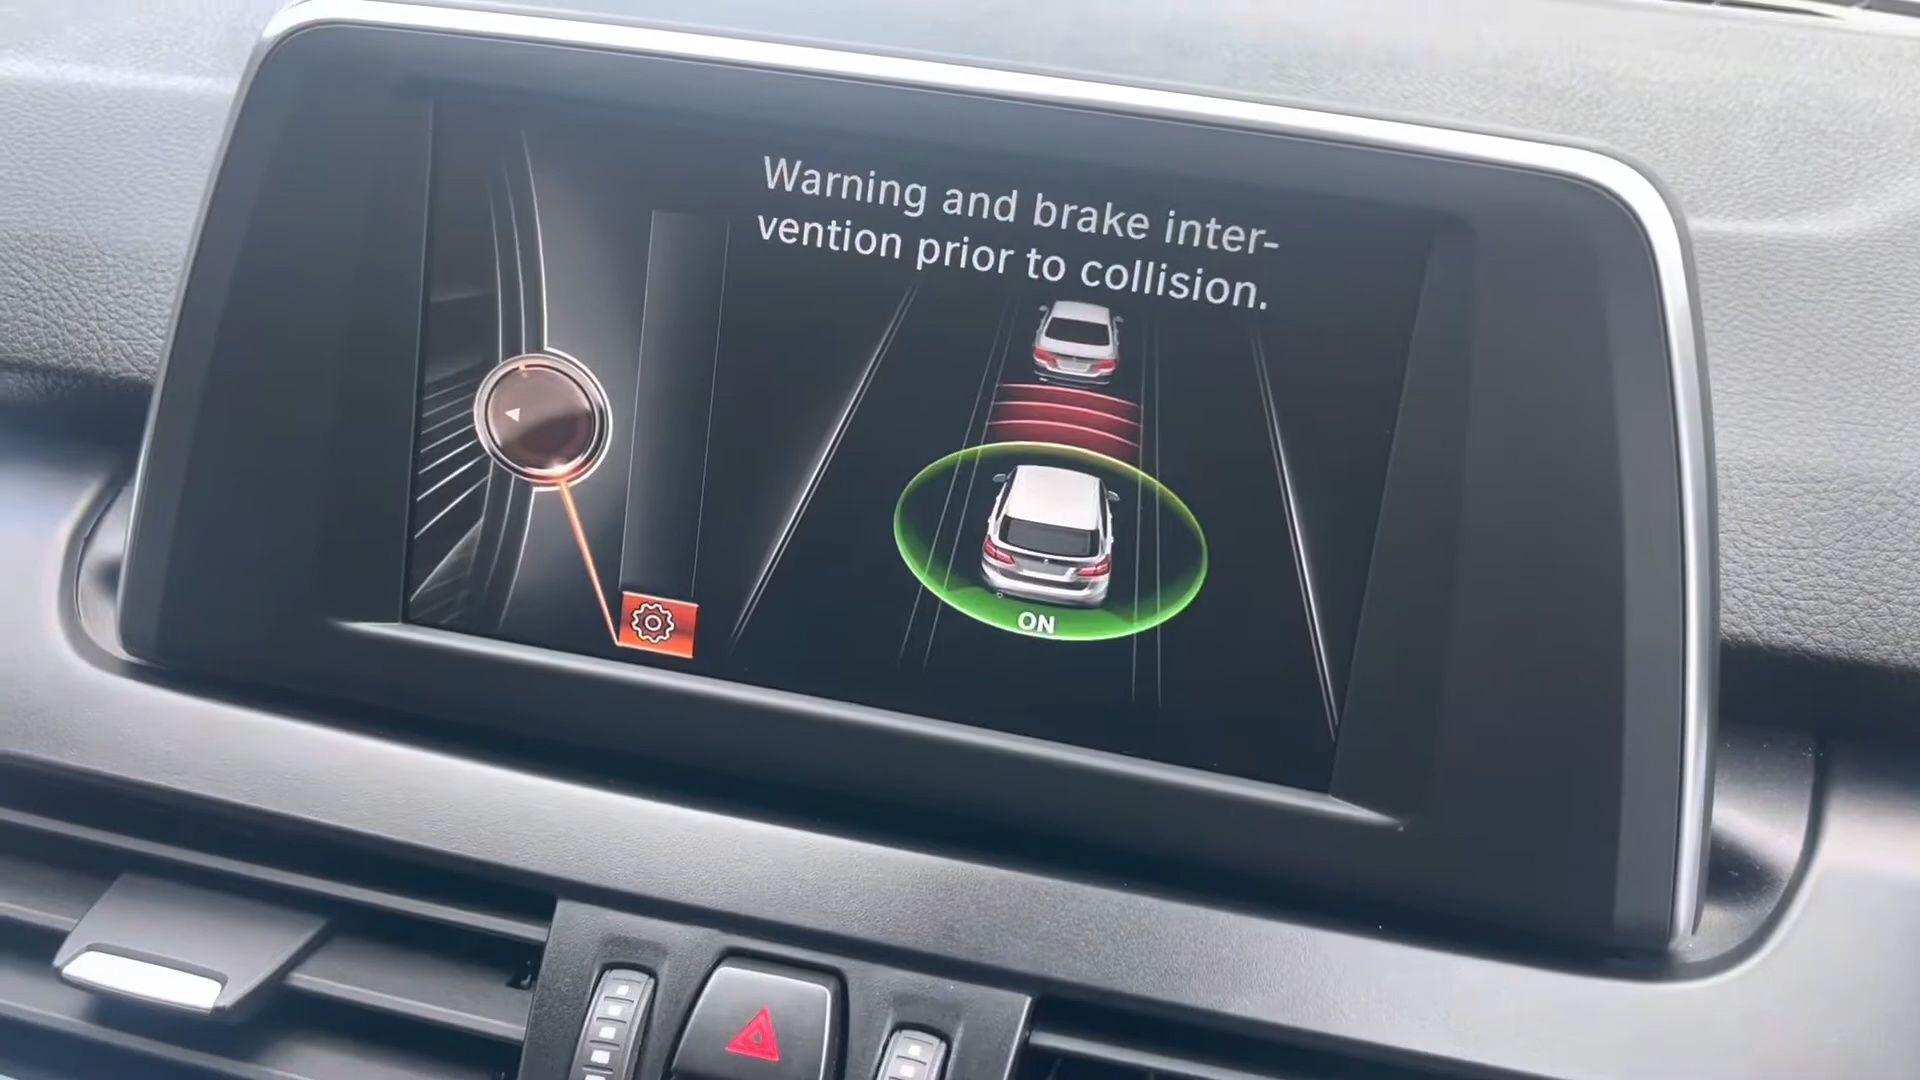 Warning and brake inter-
vention prior to collision.
ON